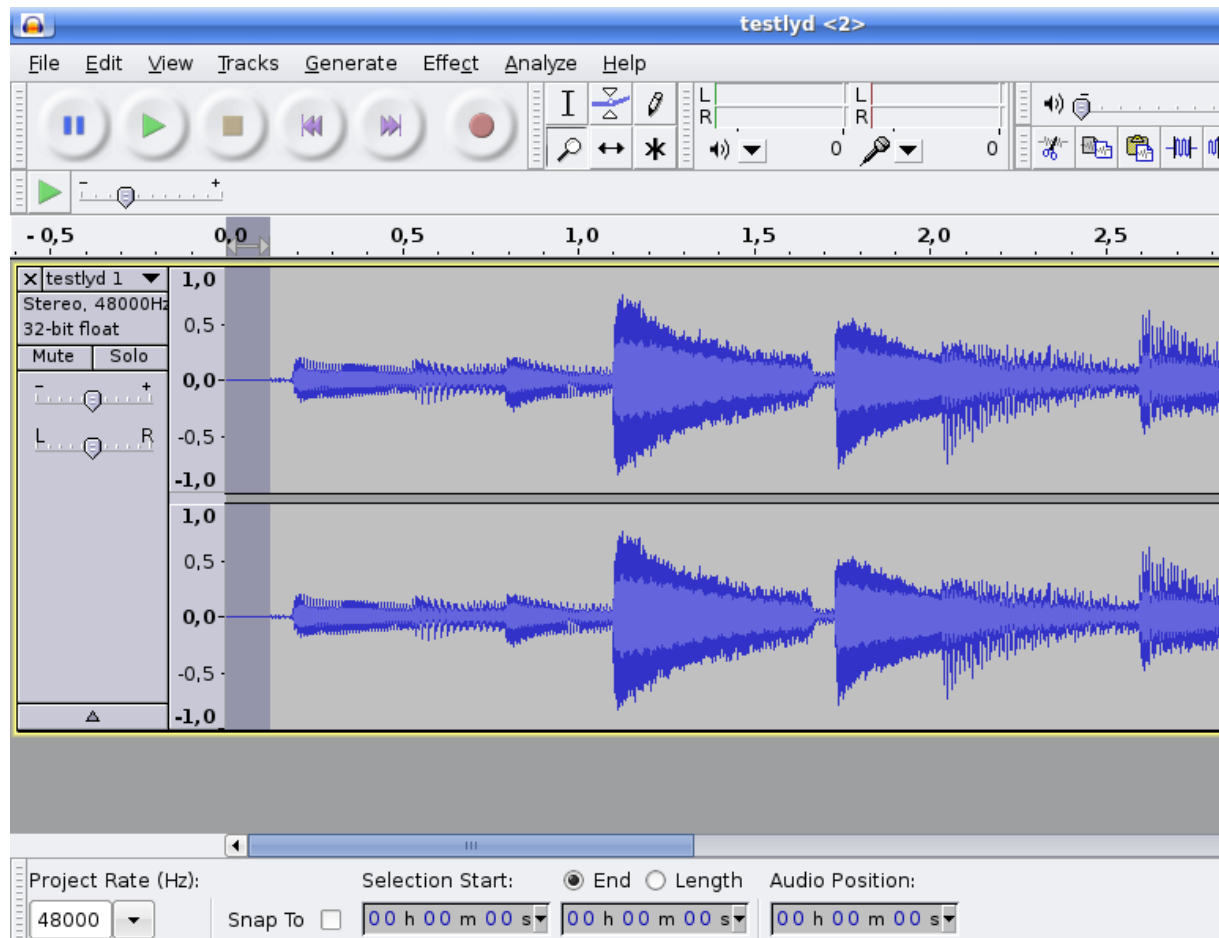 testlyd <2>
File Edit View Tracks Generate Effect Analyze Help
L
R
L
R
0
0
- +
- 0,5 0,0 0,5 1,0 1,5 2,0 2,5
× testlyd 1
Stereo, 48000Hz
32-bit float
Mute Solo
- +
L R
1,0
0,5
0,0
-0,5
-1,0
1,0
0,5
0,0
-0,5
-1,0
Project Rate (Hz): Selection Start: End Length Audio Position:
48000 Snap To 00 h 00 m 00 s 00 h 00 m 00 s 00 h 00 m 00 s